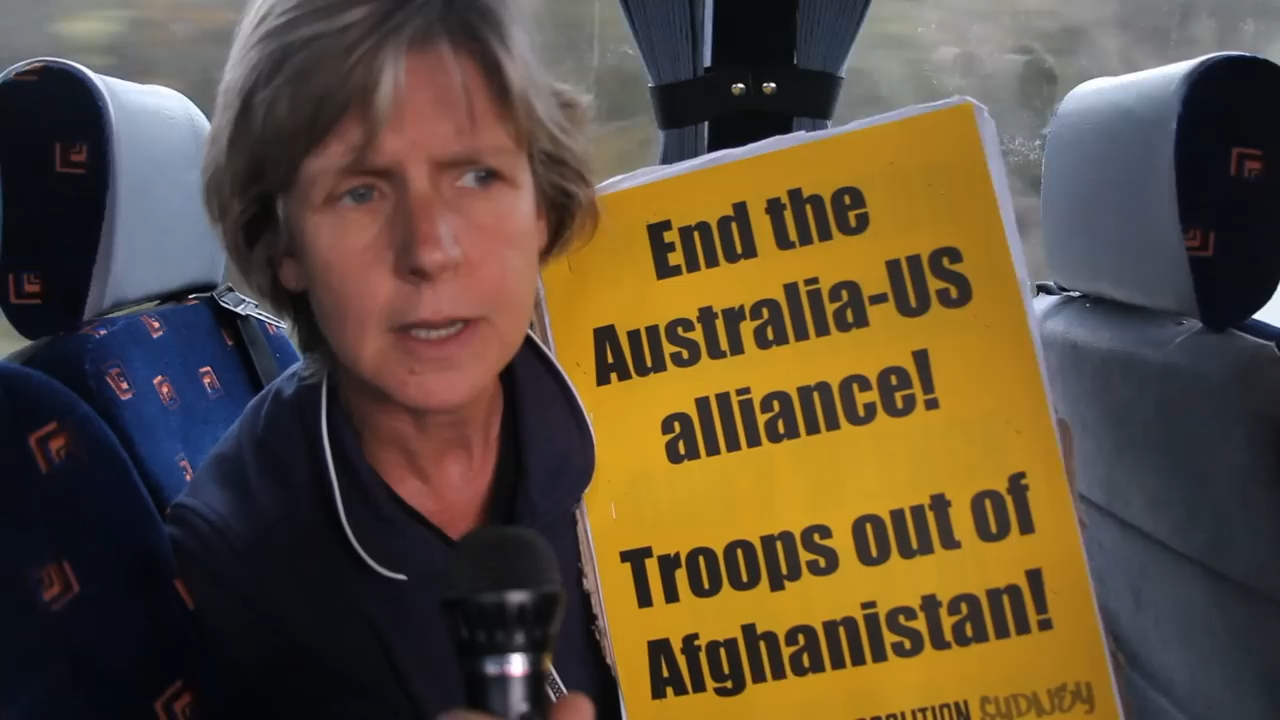 End the
Australia-US
alliance!
Troops out of
Afghanistan!
SYDNEY